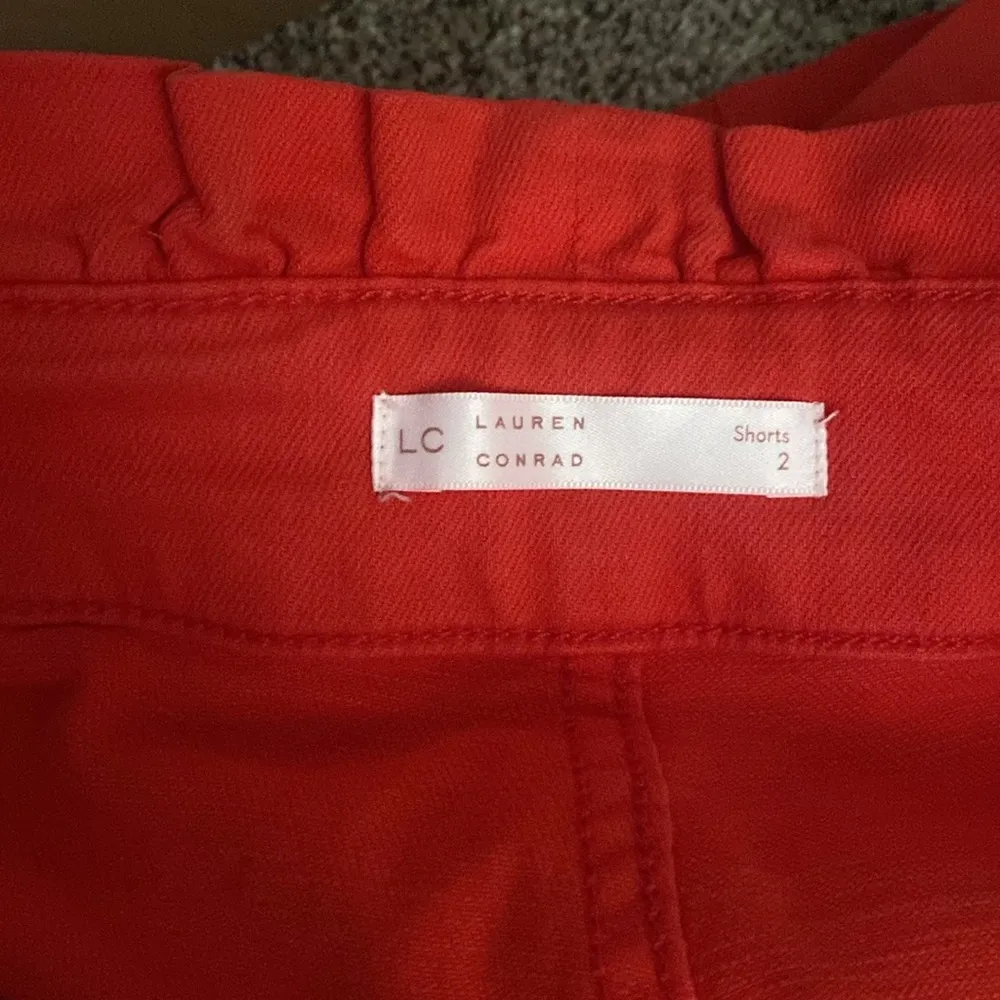 LC
LAUREN
CONRAD
Shorts
2